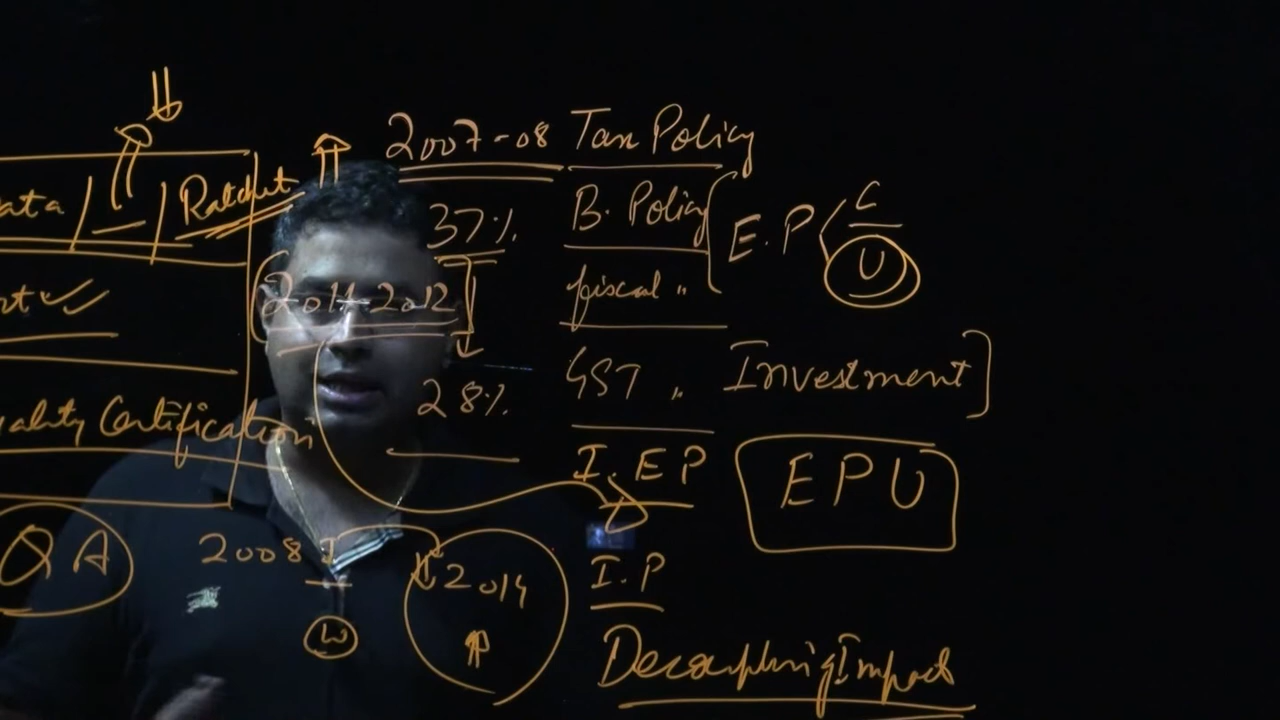 2007-08 Tax Policy
ata Ratchet
37% B. Policy E.P C
U
2011-2012 fiscal "
28% GST " Investment
ality Certification
I. EP EPU
QA 2008 2014 I.P
W
Decoupling Impact